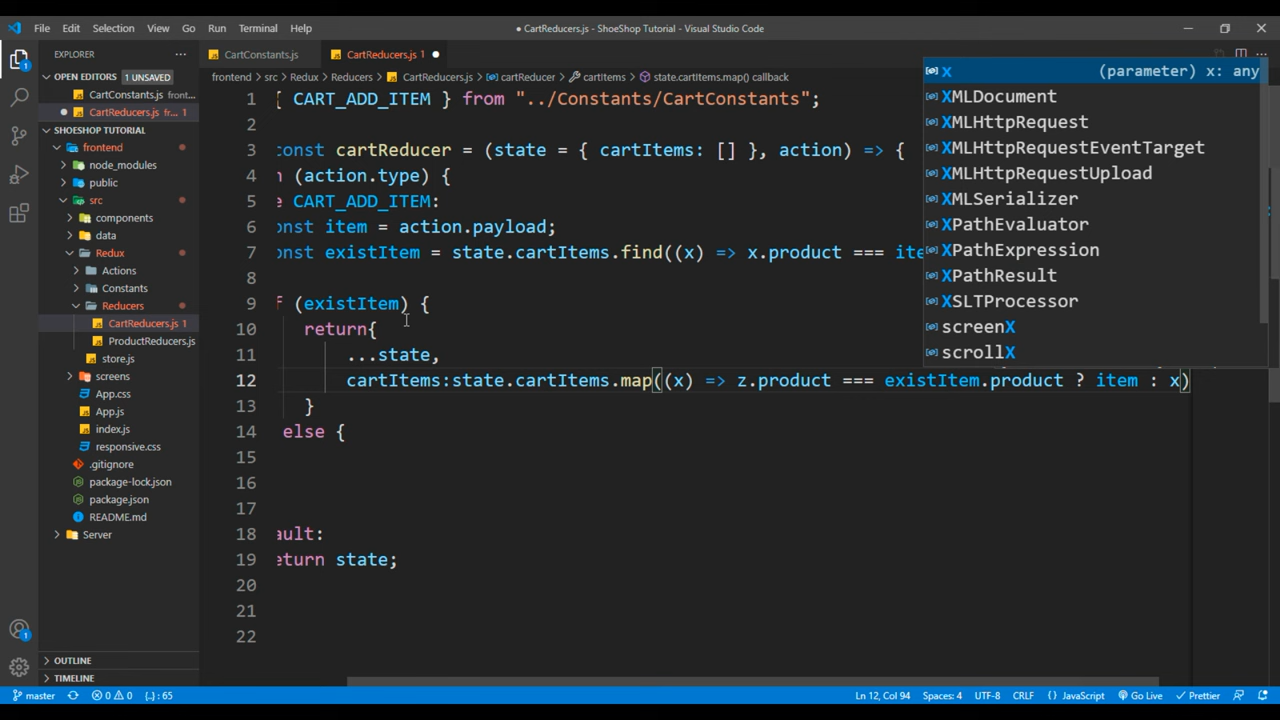 File Edit Selection View Go Run Terminal Help
● CartReducers.js - ShoeShop Tutorial - Visual Studio Code
EXPLORER
CartConstants.js
CartReducers.js 1
OPEN EDITORS 1 UNSAVED
frontend > src > Redux > Reducers > CartReducers.js > cartReducer > cartItems > state.cartItems.map() callback
CartConstants.js front...
CartReducers.js fr... 1
SHOESHOP TUTORIAL
frontend
node_modules
public
src
components
data
Redux
Actions
Constants
Reducers
CartReducers.js 1
ProductReducers.js
store.js
screens
App.css
App.js
index.js
responsive.css
.gitignore
package-lock.json
package.json
README.md
Server
OUTLINE
TIMELINE
1 { CART_ADD_ITEM } from "../Constants/CartConstants";
2
3 const cartReducer = (state = { cartItems: [] }, action) => {
4 n (action.type) {
5 e CART_ADD_ITEM:
6 onst item = action.payload;
7 onst existItem = state.cartItems.find((x) => x.product === ite
8
9 f (existItem) {
10 return{
11 ...state,
12 cartItems:state.cartItems.map((x) => z.product === existItem.product ? item : x)
13 }
14 else {
15
16
17
18 ault:
19 eturn state;
20
21
22
x (parameter) x: any
XMLDocument
XMLHttpRequest
XMLHttpRequestEventTarget
XMLHttpRequestUpload
XMLSerializer
XPathEvaluator
XPathExpression
XPathResult
XSLTProcessor
screenX
scrollX
1
master 0 0 {..} : 65
Ln 12, Col 94 Spaces: 4 UTF-8 CRLF {} JavaScript Go Live Prettier